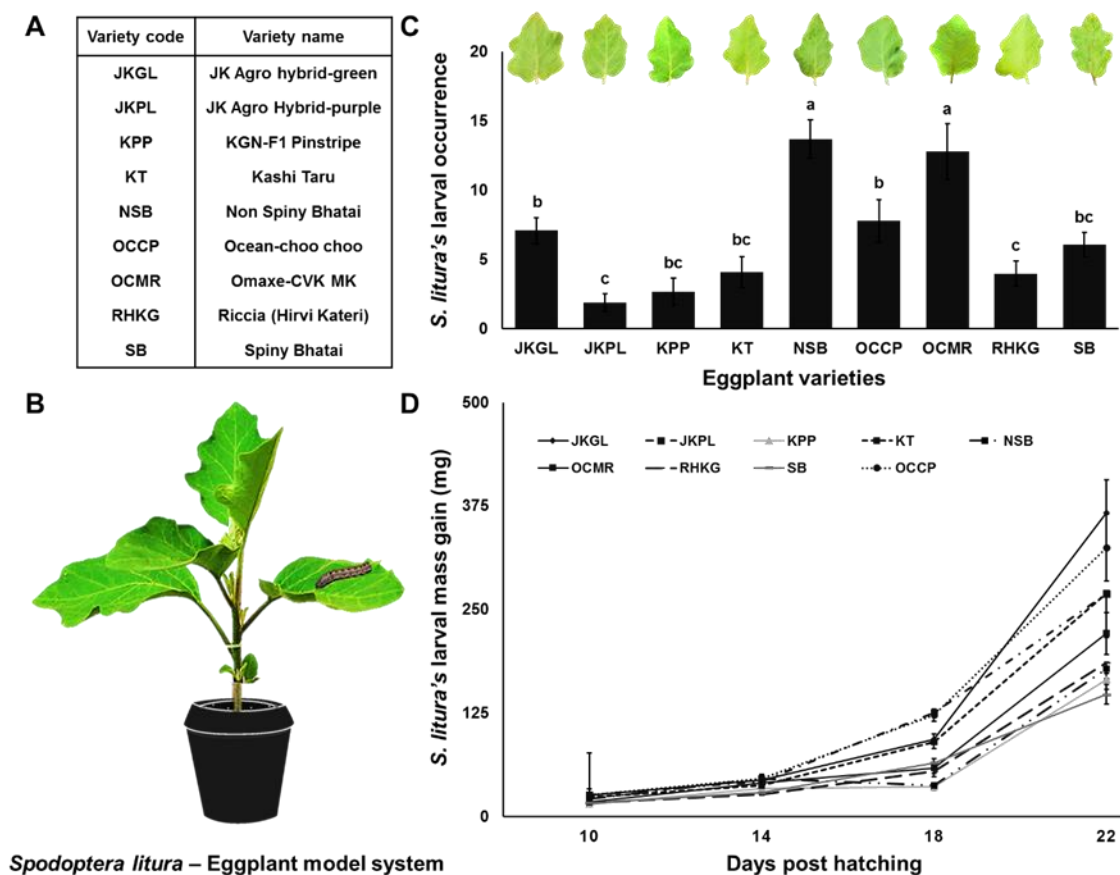 A
Variety code Variety name
JKGL JK Agro hybrid-green
JKPL JK Agro Hybrid-purple
KPP KGN-F1 Pinstripe
KT Kashi Taru
NSB Non Spiny Bhatai
OCCP Ocean-choo choo
OCMR Omaxe-CVK MK
RHKG Riccia (Hirvi Kateri)
SB Spiny Bhatai
B
Spodoptera litura – Eggplant model system
C
S. litura's larval occurrence
20
15
10
5
0
b c bc bc a b a c bc
JKGL JKPL KPP KT NSB OCCP OCMR RHKG SB
Eggplant varieties
D
S. litura's larval mass gain (mg)
500
375
250
125
0
JKGL JKPL KPP KT NSB
OCMR RHKG SB OCCP
10 14 18 22
Days post hatching